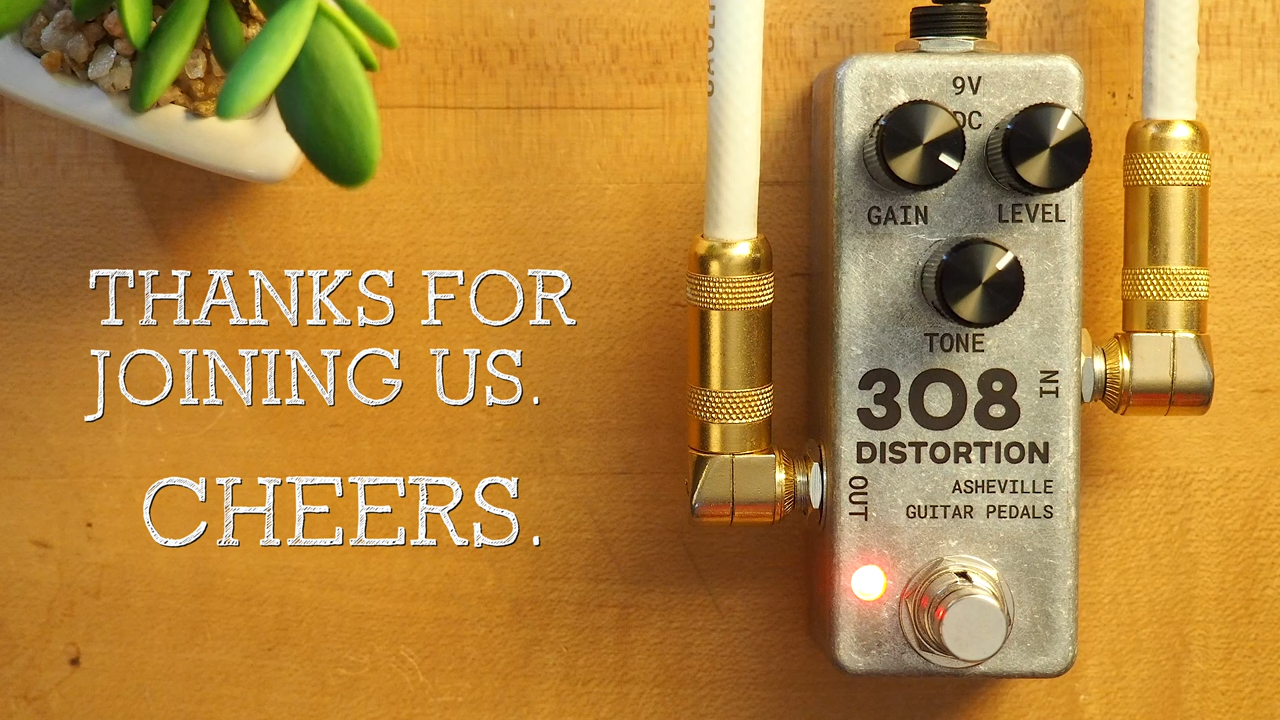 THANKS FOR
JOINING US.
CHEERS.
9V
DC
GAIN
LEVEL
TONE
308
IN
DISTORTION
OUT
ASHEVILLE
GUITAR PEDALS